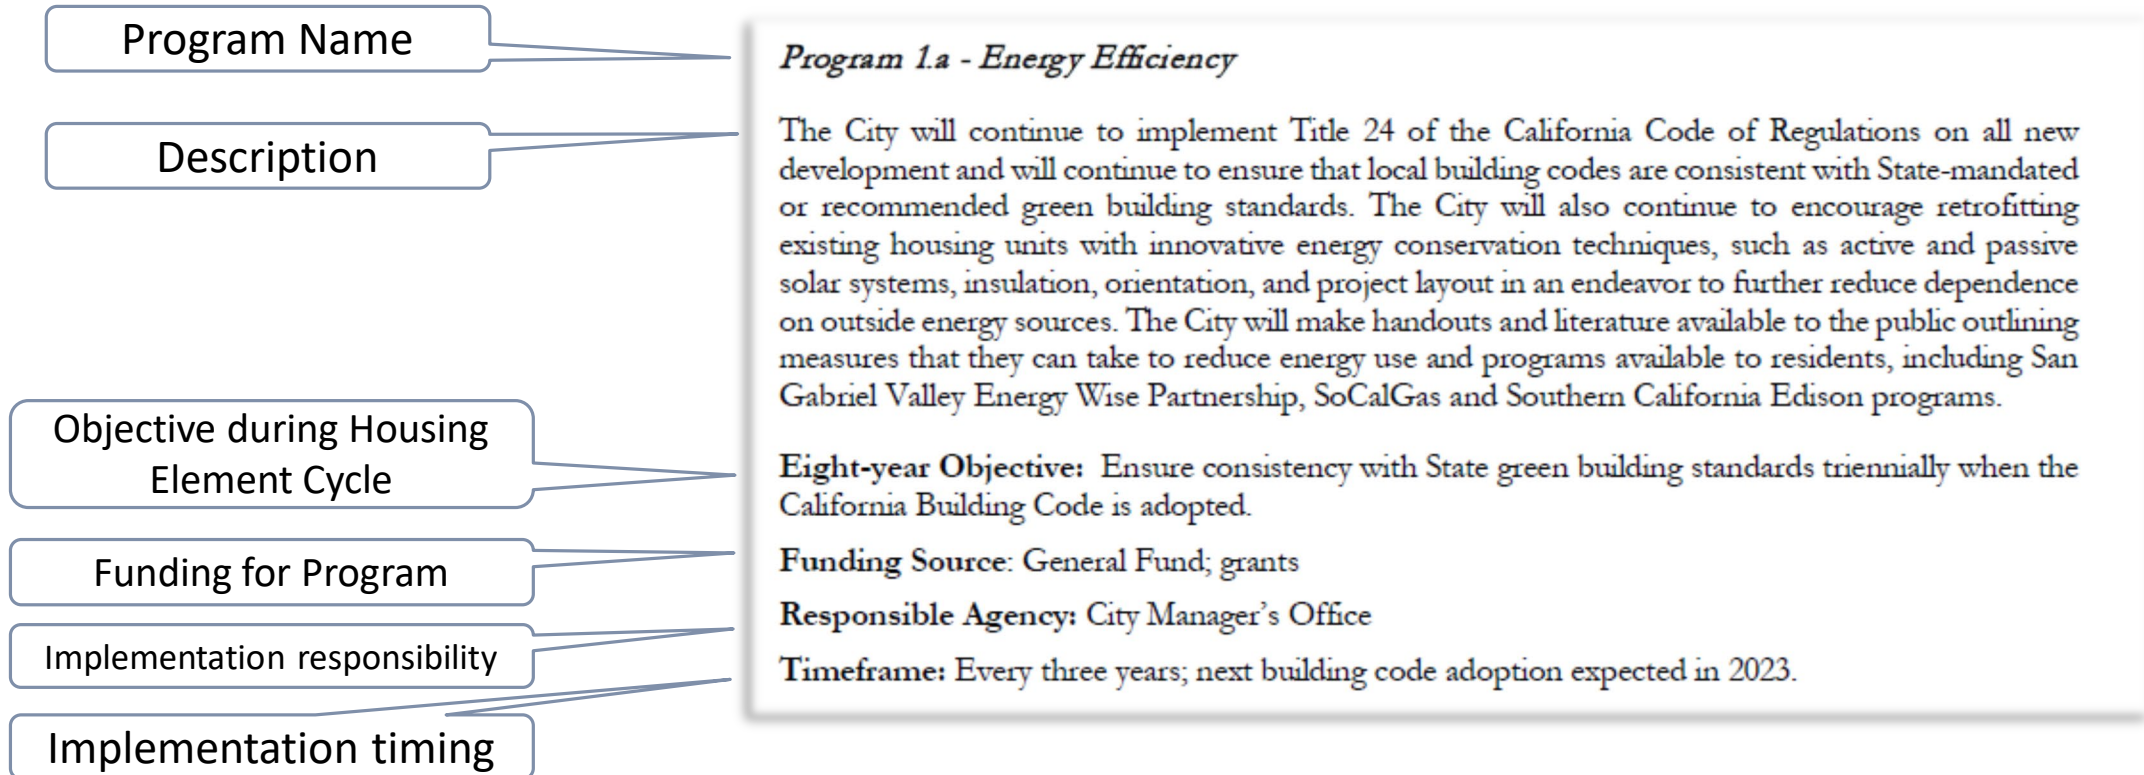 Program Name
Description
Objective during Housing
Element Cycle
Funding for Program
Implementation responsibility
Implementation timing
Program 1.a - Energy Efficiency
The City will continue to implement Title 24 of the California Code of Regulations on all new
development and will continue to ensure that local building codes are consistent with State-mandated
or recommended green building standards. The City will also continue to encourage retrofitting
existing housing units with innovative energy conservation techniques, such as active and passive
solar systems, insulation, orientation, and project layout in an endeavor to further reduce dependence
on outside energy sources. The City will make handouts and literature available to the public outlining
measures that they can take to reduce energy use and programs available to residents, including San
Gabriel Valley Energy Wise Partnership, SoCalGas and Southern California Edison programs.
Eight-year Objective: Ensure consistency with State green building standards triennially when the
California Building Code is adopted.
Funding Source: General Fund; grants
Responsible Agency: City Manager’s Office
Timeframe: Every three years; next building code adoption expected in 2023.